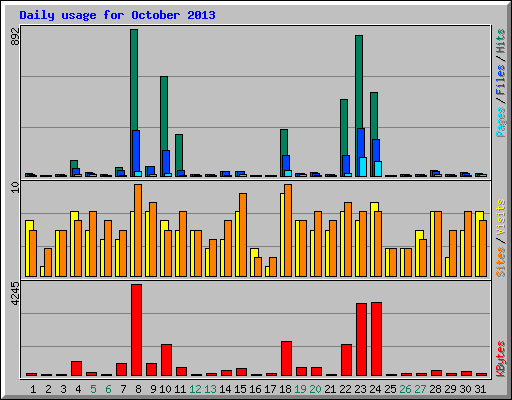 Daily usage for October 2013
892
Pages / Files / Hits
10
Sites / Visits
4245
KBytes
1 2 3 4 5 6 7 8 9 10 11 12 13 14 15 16 17 18 19 20 21 22 23 24 25 26 27 28 29 30 31